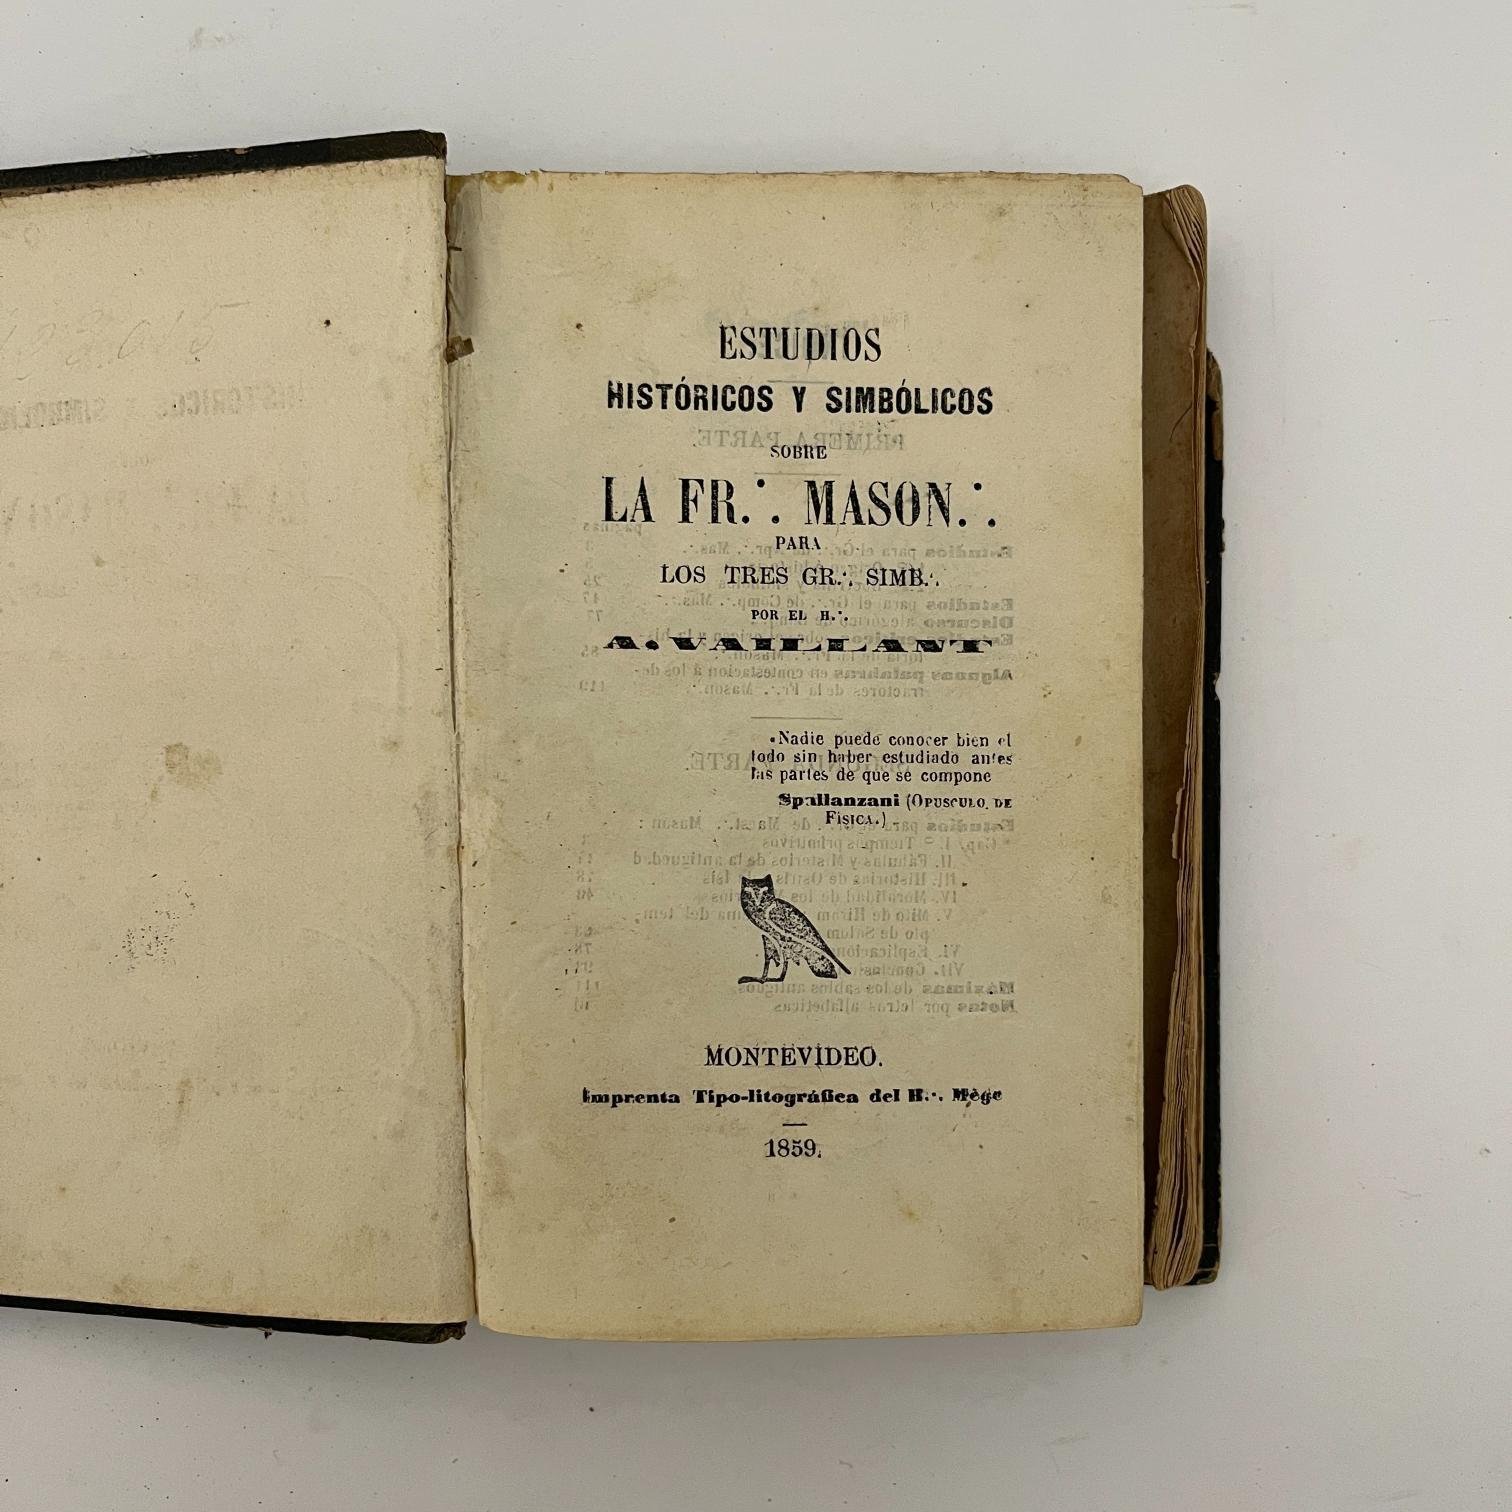 ESTUDIOS
HISTÓRICOS Y SIMBÓLICOS
SOBRE
LA FR.·. MASON.·.
PARA
LOS TRES GR.·. SIMB.·.
POR EL H.·.
A. VAILLANT
«Nadie puede conocer bien el
todo sin haber estudiado antes
las partes de que se compone
Spallanzani (OPUSCULO. DE
FISICA.)
MONTEVIDEO.
Imprenta Tipo-litográfica del H.·. Mège
1859.